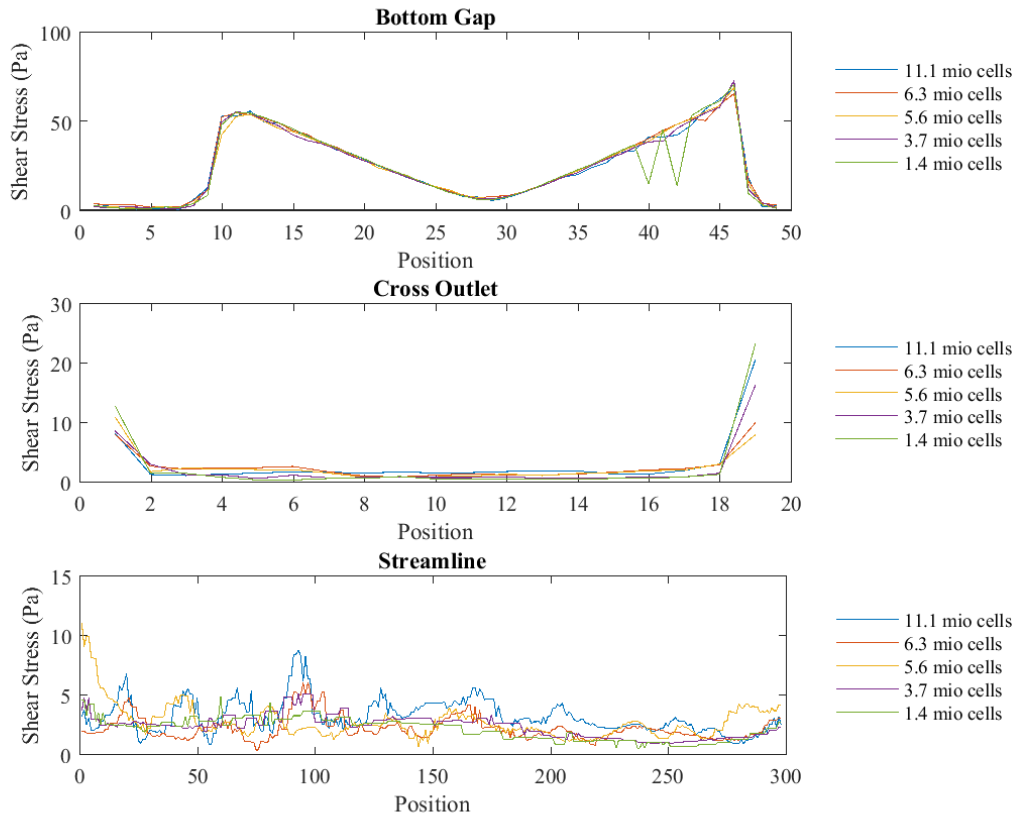 Bottom Gap
Shear Stress (Pa)
100
50
0
0 5 10 15 20 25 30 35 40 45 50
Position
11.1 mio cells
6.3 mio cells
5.6 mio cells
3.7 mio cells
1.4 mio cells
Cross Outlet
Shear Stress (Pa)
30
20
10
0
0 2 4 6 8 10 12 14 16 18 20
Position
11.1 mio cells
6.3 mio cells
5.6 mio cells
3.7 mio cells
1.4 mio cells
Streamline
Shear Stress (Pa)
15
10
5
0
0 50 100 150 200 250 300
Position
11.1 mio cells
6.3 mio cells
5.6 mio cells
3.7 mio cells
1.4 mio cells